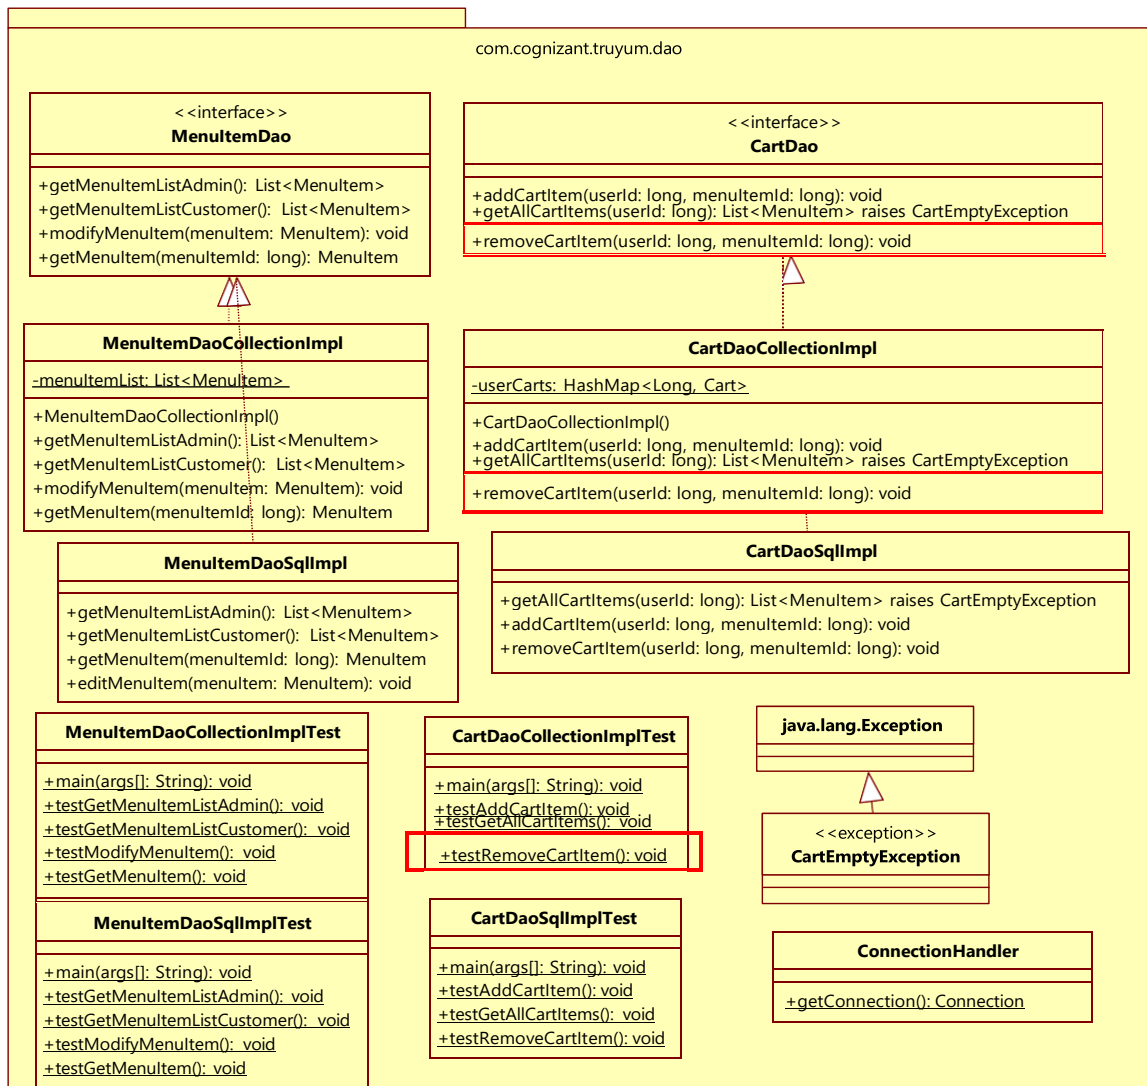 com.cognizant.truyum.dao
<<interface>>
MenuItemDao
+getMenuItemListAdmin(): List<MenuItem>
+getMenuItemListCustomer(): List<MenuItem>
+modifyMenuItem(menuItem: MenuItem): void
+getMenuItem(menuItemId: long): MenuItem
<<interface>>
CartDao
+addCartItem(userId: long, menuItemId: long): void
+getAllCartItems(userId: long): List<MenuItem> raises CartEmptyException
+removeCartItem(userId: long, menuItemId: long): void
MenuItemDaoCollectionImpl
-menuItemList: List<MenuItem>
+MenuItemDaoCollectionImpl()
+getMenuItemListAdmin(): List<MenuItem>
+getMenuItemListCustomer(): List<MenuItem>
+modifyMenuItem(menuItem: MenuItem): void
+getMenuItem(menuItemId: long): MenuItem
CartDaoCollectionImpl
-userCarts: HashMap<Long, Cart>
+CartDaoCollectionImpl()
+addCartItem(userId: long, menuItemId: long): void
+getAllCartItems(userId: long): List<MenuItem> raises CartEmptyException
+removeCartItem(userId: long, menuItemId: long): void
MenuItemDaoSqlImpl
+getMenuItemListAdmin(): List<MenuItem>
+getMenuItemListCustomer(): List<MenuItem>
+getMenuItem(menuItemId: long): MenuItem
+editMenuItem(menuItem: MenuItem): void
CartDaoSqlImpl
+getAllCartItems(userId: long): List<MenuItem> raises CartEmptyException
+addCartItem(userId: long, menuItemId: long): void
+removeCartItem(userId: long, menuItemId: long): void
MenuItemDaoCollectionImplTest
+main(args[]: String): void
+testGetMenuItemListAdmin(): void
+testGetMenuItemListCustomer(): void
+testModifyMenuItem(): void
+testGetMenuItem(): void
CartDaoCollectionImplTest
+main(args[]: String): void
+testAddCartItem(): void
+testGetAllCartItems(): void
+testRemoveCartItem(): void
java.lang.Exception
<<exception>>
CartEmptyException
MenuItemDaoSqlImplTest
+main(args[]: String): void
+testGetMenuItemListAdmin(): void
+testGetMenuItemListCustomer(): void
+testModifyMenuItem(): void
+testGetMenuItem(): void
CartDaoSqlImplTest
+main(args[]: String): void
+testAddCartItem(): void
+testGetAllCartItems(): void
+testRemoveCartItem(): void
ConnectionHandler
+getConnection(): Connection